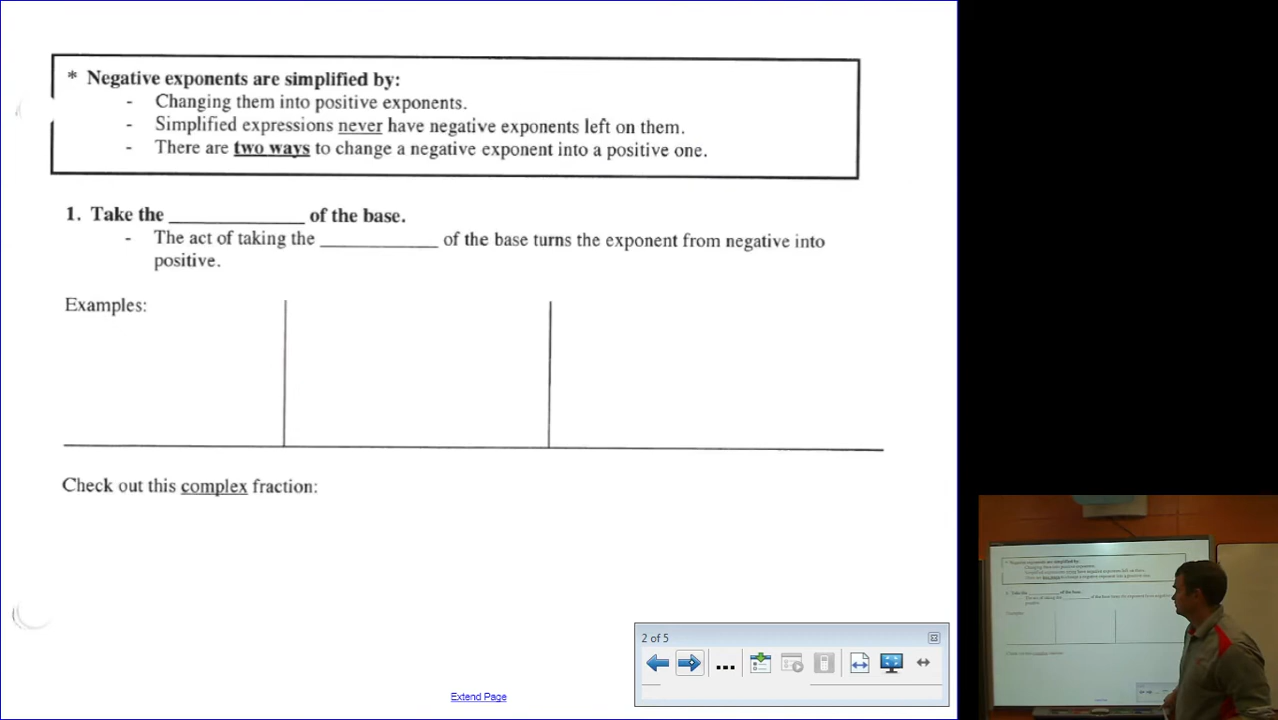 * Negative exponents are simplified by:
- Changing them into positive exponents.
- Simplified expressions never have negative exponents left on them.
- There are two ways to change a negative exponent into a positive one.
1. Take the ____________ of the base.
- The act of taking the ___________ of the base turns the exponent from negative into
positive.
Examples:
Check out this complex fraction:
2 of 5
Extend Page